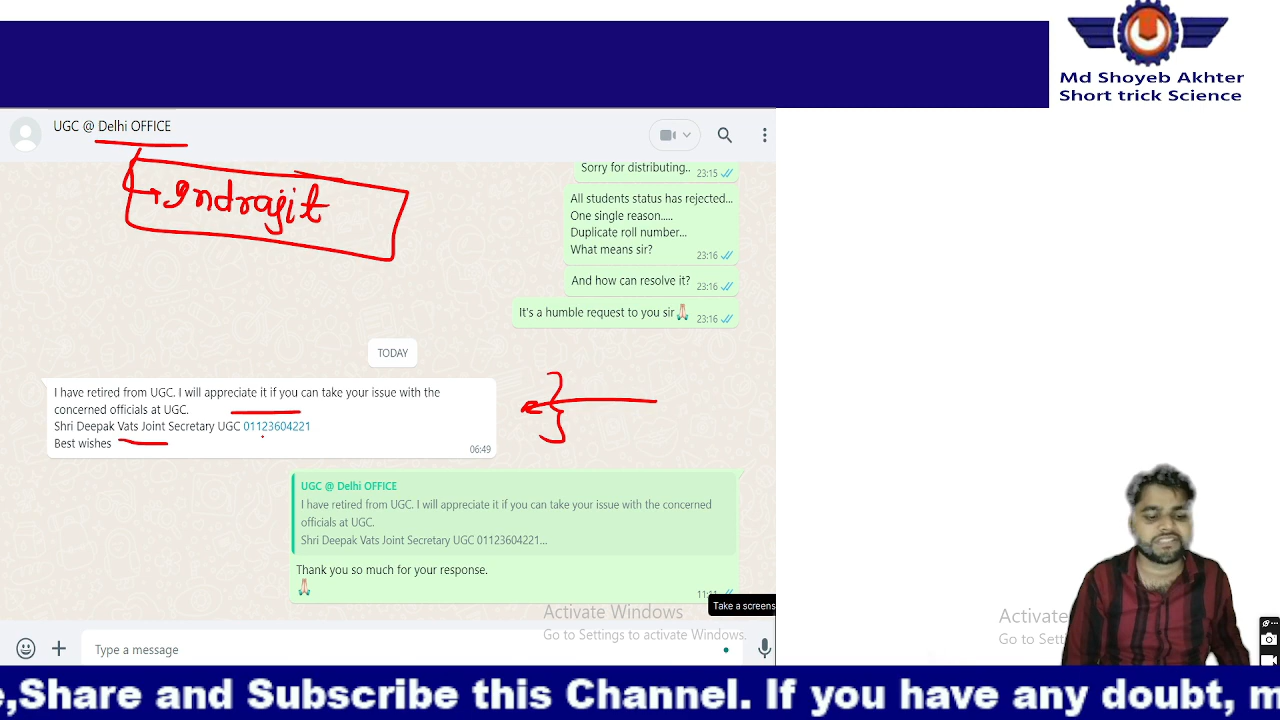 Md Shoyeb Akhter
Short trick Science
UGC @ Delhi OFFICE
Indrajit
Sorry for distributing.. 23:15
All students status has rejected...
One single reason.....
Duplicate roll number...
What means sir? 23:16
And how can resolve it? 23:16
It's a humble request to you sir🙏🏻 23:16
TODAY
I have retired from UGC. I will appreciate it if you can take your issue with the
concerned officials at UGC.
Shri Deepak Vats Joint Secretary UGC 01123604221
Best wishes 06:49
UGC @ Delhi OFFICE
I have retired from UGC. I will appreciate it if you can take your issue with the
concerned officials at UGC.
Shri Deepak Vats Joint Secretary UGC 01123604221...
Thank you so much for your response.
🙏🏻 11:11
Take a screens
Activate Windows
Go to Settings to activate Windows.
Activate
Go to Sett
Type a message
e,Share and Subscribe this Channel. If you have any doubt, m